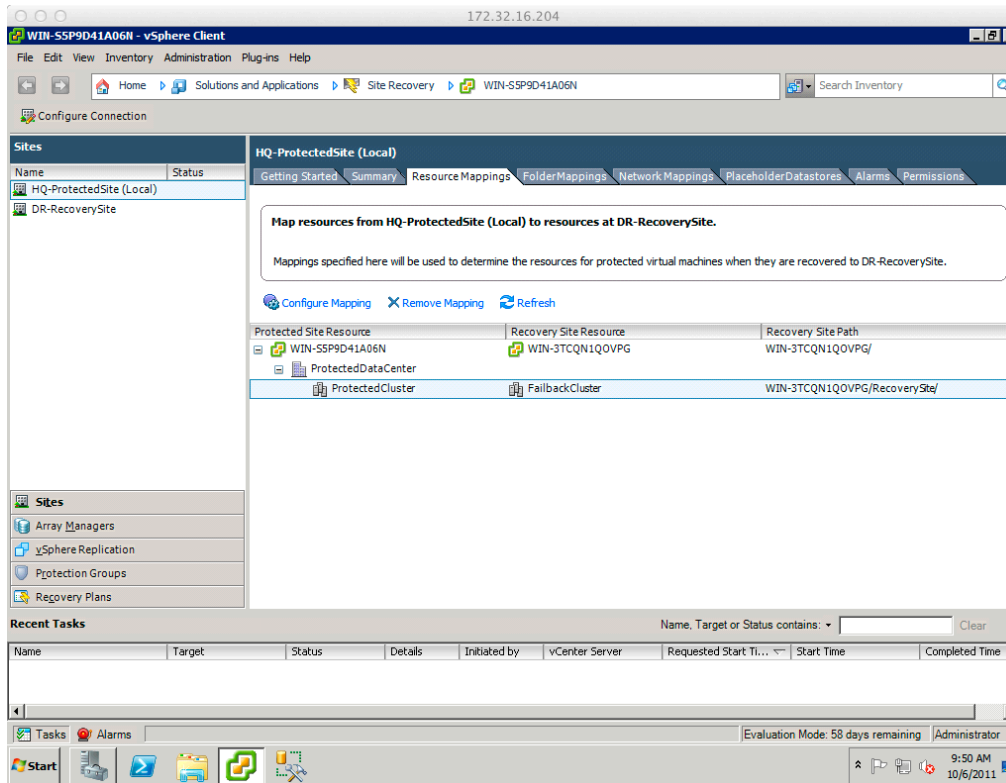 172.32.16.204
WIN-S5P9D41A06N - vSphere Client
File Edit View Inventory Administration Plug-ins Help
Home Solutions and Applications Site Recovery WIN-S5P9D41A06N Search Inventory
Configure Connection
Sites
Name Status
HQ-ProtectedSite (Local)
DR-RecoverySite
Sites
Array Managers
vSphere Replication
Protection Groups
Recovery Plans
HQ-ProtectedSite (Local)
Getting Started Summary Resource Mappings Folder Mappings Network Mappings Placeholder Datastores Alarms Permissions
Map resources from HQ-ProtectedSite (Local) to resources at DR-RecoverySite.
Mappings specified here will be used to determine the resources for protected virtual machines when they are recovered to DR-RecoverySite.
Configure Mapping Remove Mapping Refresh
Protected Site Resource Recovery Site Resource Recovery Site Path
WIN-S5P9D41A06N WIN-3TCQN1QOVPG WIN-3TCQN1QOVPG/
ProtectedDataCenter
ProtectedCluster FailbackCluster WIN-3TCQN1QOVPG/RecoverySite/
Recent Tasks Name, Target or Status contains: Clear
Name Target Status Details Initiated by vCenter Server Requested Start Ti... Start Time Completed Time
Tasks Alarms Evaluation Mode: 58 days remaining Administrator
Start 9:50 AM
10/6/2011